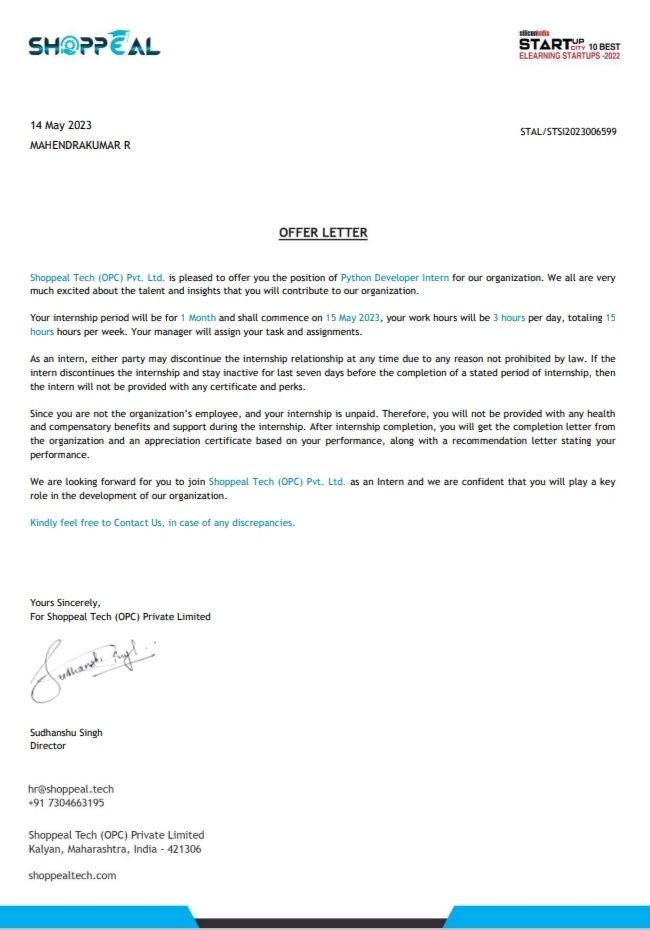 SHOPPEAL
siliconindia
STARTUP CITY 10 BEST
ELEARNING STARTUPS -2022
14 May 2023
STAL/STSI2023006599
MAHENDRAKUMAR R
OFFER LETTER
Shoppeal Tech (OPC) Pvt. Ltd. is pleased to offer you the position of Python Developer Intern for our organization. We all are very
much excited about the talent and insights that you will contribute to our organization.
Your internship period will be for 1 Month and shall commence on 15 May 2023, your work hours will be 3 hours per day, totaling 15
hours hours per week. Your manager will assign your task and assignments.
As an intern, either party may discontinue the internship relationship at any time due to any reason not prohibited by law. If the
intern discontinues the internship and stay inactive for last seven days before the completion of a stated period of internship, then
the intern will not be provided with any certificate and perks.
Since you are not the organization's employee, and your internship is unpaid. Therefore, you will not be provided with any health
and compensatory benefits and support during the internship. After internship completion, you will get the completion letter from
the organization and an appreciation certificate based on your performance, along with a recommendation letter stating your
performance.
We are looking forward for you to join Shoppeal Tech (OPC) Pvt. Ltd. as an Intern and we are confident that you will play a key
role in the development of our organization.
Kindly feel free to Contact Us, in case of any discrepancies.
Yours Sincerely,
For Shoppeal Tech (OPC) Private Limited
Sudhanshu Singh
Sudhanshu Singh
Director
hr@shoppeal.tech
+91 7304663195
Shoppeal Tech (OPC) Private Limited
Kalyan, Maharashtra, India - 421306
shoppealtech.com